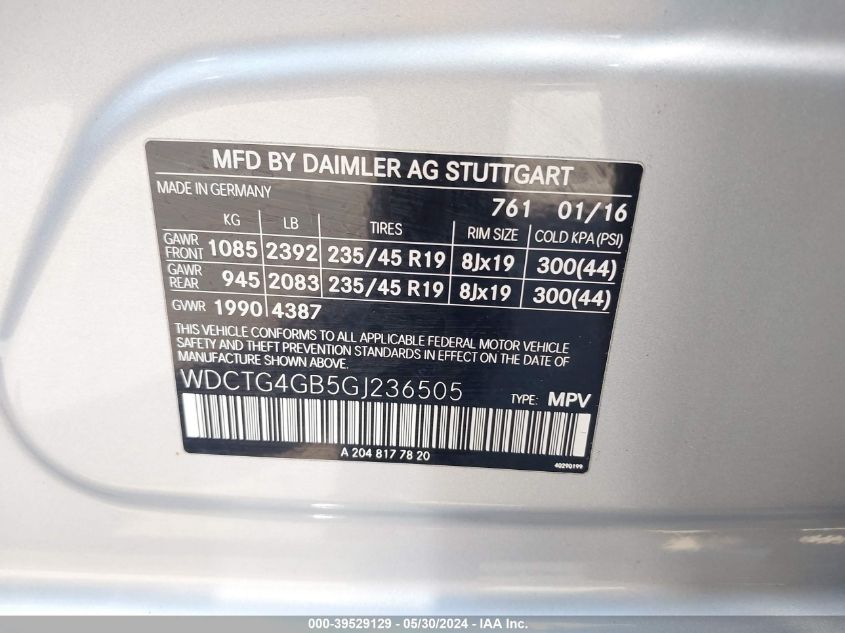 MFD BY DAIMLER AG STUTTGART
MADE IN GERMANY
761 01/16
KG LB TIRES RIM SIZE COLD KPA (PSI)
GAWR FRONT 1085 2392 235/45 R19 8Jx19 300(44)
GAWR REAR 945 2083 235/45 R19 8Jx19 300(44)
GVWR 1990 4387
THIS VEHICLE CONFORMS TO ALL APPLICABLE FEDERAL MOTOR VEHICLE
SAFETY AND THEFT PREVENTION STANDARDS IN EFFECT ON THE DATE OF
MANUFACTURE SHOWN ABOVE.
WDCTG4GB5GJ236505 TYPE: MPV
A 204 817 78 20
40290199
000-39529129 - 05/30/2024 - IAA Inc.